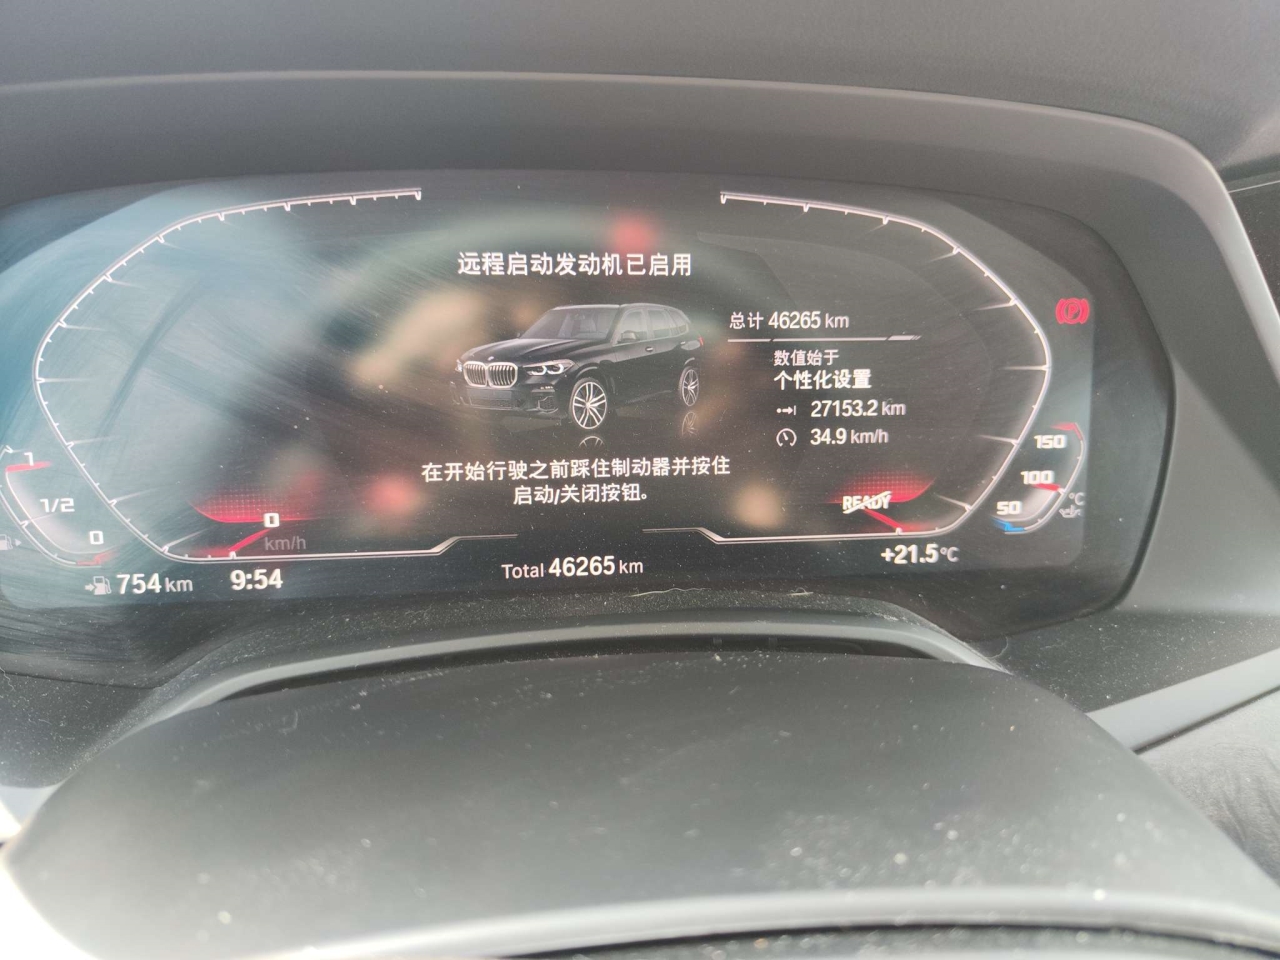 远程启动发动机已启用
总计 46265 km
数值始于
个性化设置
27153.2 km
34.9 km/h
在开始行驶之前踩住制动器并按住
启动/关闭按钮。
1
1/2
0
0
km/h
READY
150
100
50
°C
754 km
9:54
Total 46265 km
+21.5°C